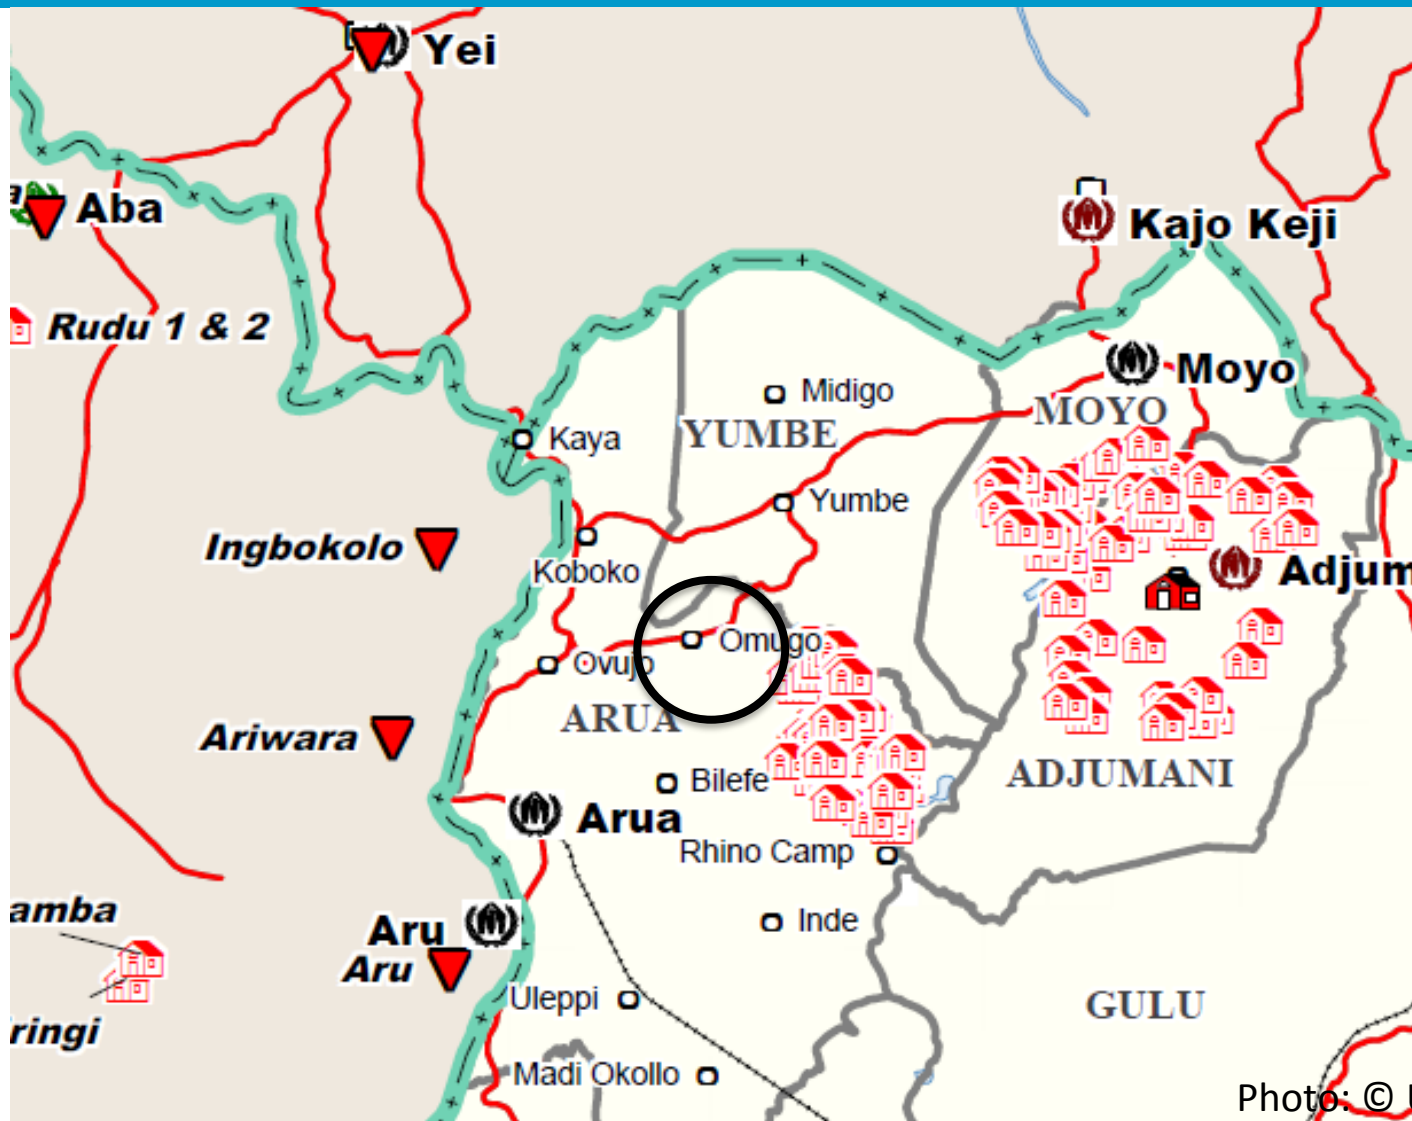 Yei
a
Aba
Kajo Keji
Rudu 1 & 2
Moyo
Midigo
MOYO
YUMBE
Kaya
Yumbe
Ingbokolo
Koboko
Adjum
Omugo
Ovujo
ARUA
Ariwara
Bilefe
ADJUMANI
Arua
Rhino Camp
amba
Inde
Aru
Aru
Uleppi
GULU
ringi
Madi Okollo
Photo: © U